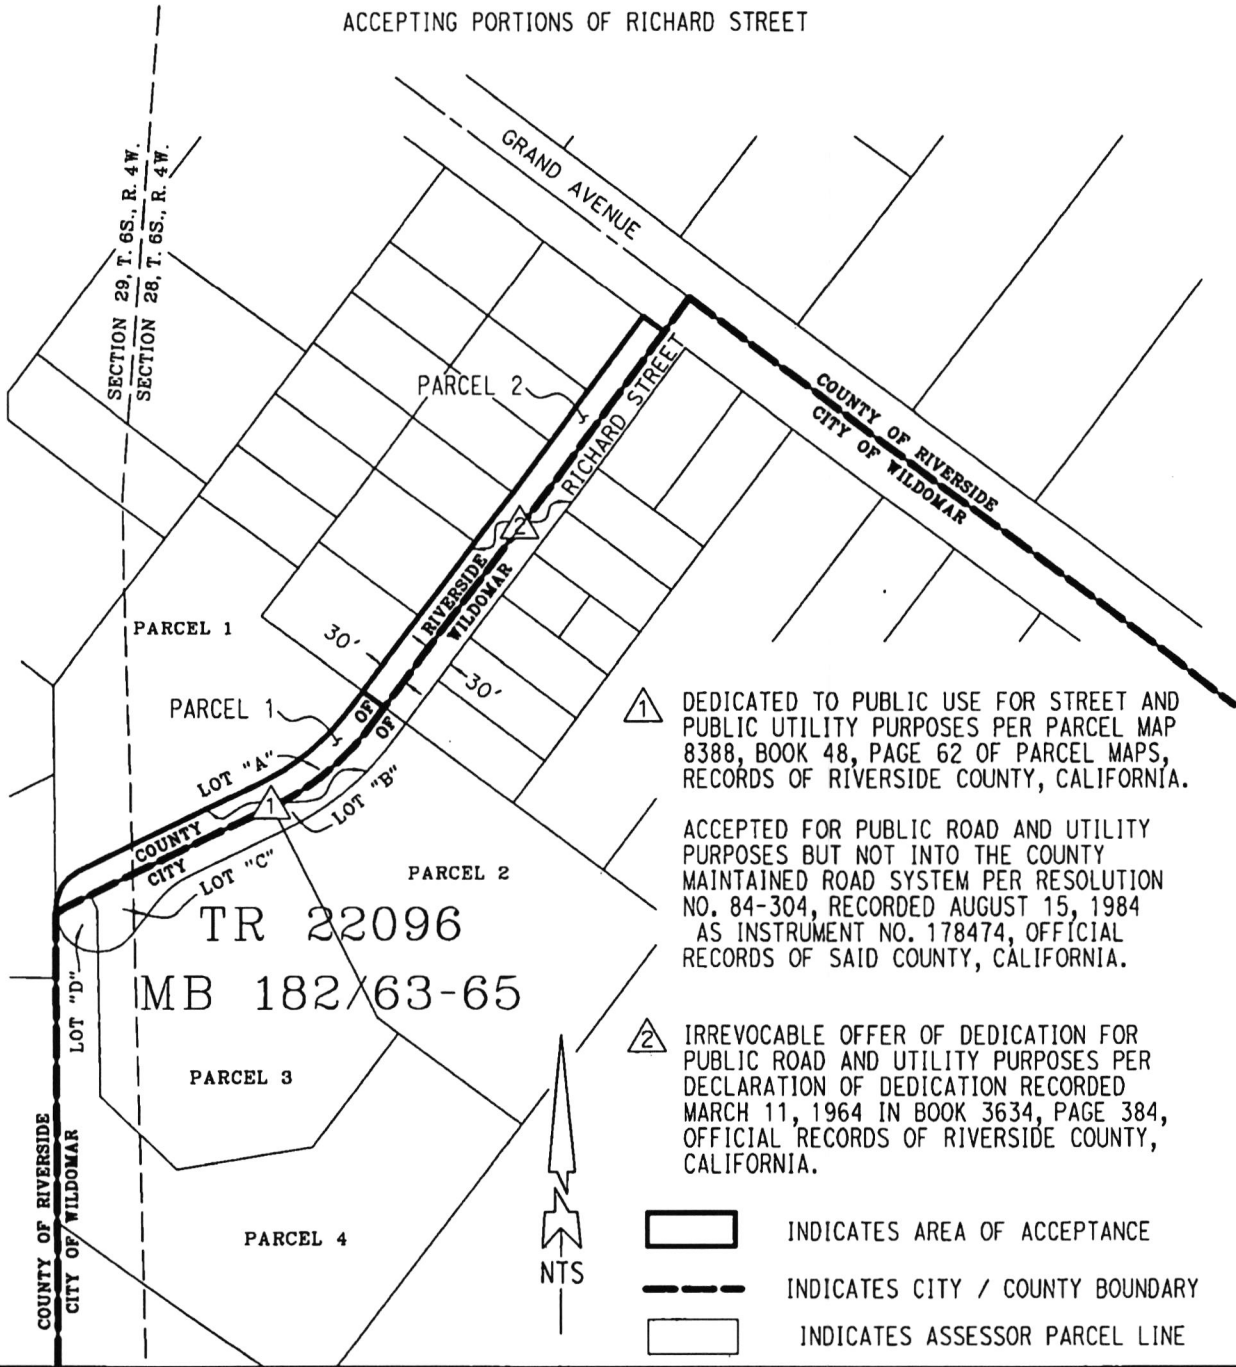 ACCEPTING PORTIONS OF RICHARD STREET
GRAND AVENUE
SECTION 29, T. 6S., R. 4W.
SECTION 28, T. 6S., R. 4W.
PARCEL 2
RICHARD STREET
COUNTY OF RIVERSIDE
CITY OF WILDOMAR
2
RIVERSIDE
WILDOMAR
PARCEL 1
30'
30'
PARCEL 1
OF
OF
LOT "A"
LOT "B"
1
COUNTY
CITY
LOT "C"
PARCEL 2
TR 22096
MB 182/63-65
LOT "D"
PARCEL 3
PARCEL 4
COUNTY OF RIVERSIDE
CITY OF WILDOMAR
NTS
1 DEDICATED TO PUBLIC USE FOR STREET AND
PUBLIC UTILITY PURPOSES PER PARCEL MAP
8388, BOOK 48, PAGE 62 OF PARCEL MAPS,
RECORDS OF RIVERSIDE COUNTY, CALIFORNIA.
ACCEPTED FOR PUBLIC ROAD AND UTILITY
PURPOSES BUT NOT INTO THE COUNTY
MAINTAINED ROAD SYSTEM PER RESOLUTION
NO. 84-304, RECORDED AUGUST 15, 1984
AS INSTRUMENT NO. 178474, OFFICIAL
RECORDS OF SAID COUNTY, CALIFORNIA.
2 IRREVOCABLE OFFER OF DEDICATION FOR
PUBLIC ROAD AND UTILITY PURPOSES PER
DECLARATION OF DEDICATION RECORDED
MARCH 11, 1964 IN BOOK 3634, PAGE 384,
OFFICIAL RECORDS OF RIVERSIDE COUNTY,
CALIFORNIA.
INDICATES AREA OF ACCEPTANCE
INDICATES CITY / COUNTY BOUNDARY
INDICATES ASSESSOR PARCEL LINE